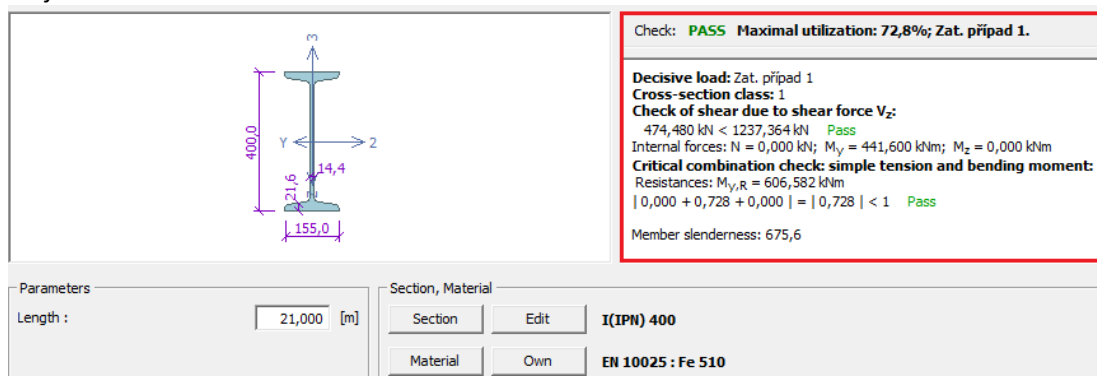 3
400,0
Y
2
14,4
21,6
155,0
Check: PASS Maximal utilization: 72,8%; Zat. případ 1.
Decisive load: Zat. případ 1
Cross-section class: 1
Check of shear due to shear force Vz:
474,480 kN < 1237,364 kN Pass
Internal forces: N = 0,000 kN; My = 441,600 kNm; Mz = 0,000 kNm
Critical combination check: simple tension and bending moment:
Resistances: My,R = 606,582 kNm
| 0,000 + 0,728 + 0,000 | = | 0,728 | < 1 Pass
Member slenderness: 675,6
Parameters
Length : 21,000 [m]
Section, Material
Section Edit I(IPN) 400
Material Own EN 10025 : Fe 510